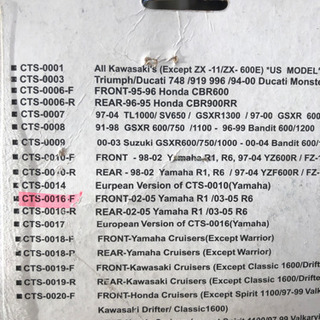 CTS-0001 All Kawasaki's (Except ZX -11/ZX- 600E) "US MODEL"
CTS-0003 Triumph/Ducati 748 /919 996 /94-00 Ducati Monste
CTS-0006-F FRONT-95-96 Honda CBR600
CTS-0006-R REAR-96-95 Honda CBR900RR
CTS-0007 97-04 TL1000/ SV650 / GSXR1300 / 97-00 GSXR
CTS-0008 91-98 GSXR 600/750 /1100 - 96-99 Bandit 600/1200
CTS-0009 00-03 Suzuki GSXR600/750/1000 - 00-04 Bandit
CTS-0010-F FRONT - 98-02 Yamaha R1, R6, 97-04 YZ600R/ FZ-1
CTS-0010-R REAR - 98-02 Yamaha R1, R6 / 97-04 YZF600R / FZ-
CTS-0014 Eurpean Version of CTS-0010(Yamaha)
CTS-0016-F FRONT-02-05 Yamaha R1 /03-05 R6
CTS-0016-R REAR-02-05 Yamaha R1 /03-05 R6
CTS-0017 European Version of CTS-0016(Yamaha)
CTS-0018-F FRONT-Yamaha Cruisers(Except Warrior)
CTS-0018-R REAR-Yamaha Cruisers (Except Warrior)
CTS-0019-F FRONT-Kawasaki Cruisers (Except Classic 1600/Drifte
CTS-0019-R REAR-Kawasaki Cruisers(Except Classic 1600/Drifter
CTS-0020-F FRONT-Honda Cruisers (Except Spirit 1100/97-99 Valk
Kawasaki Drifter/ Classic1600)